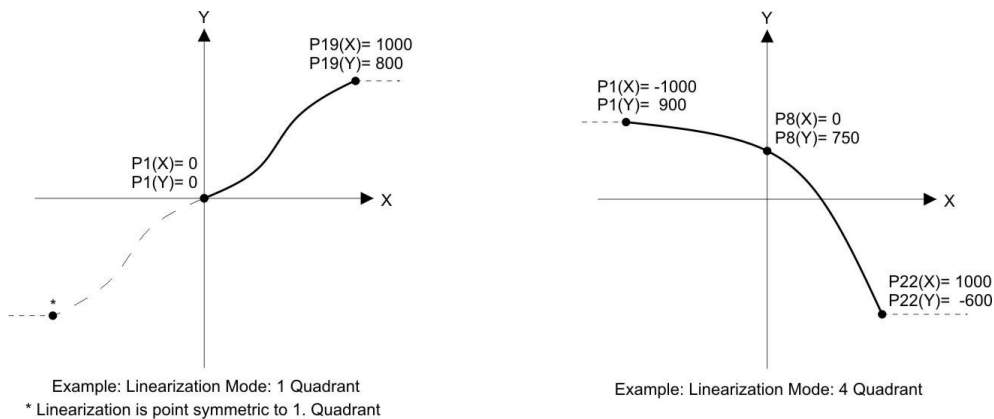 Y
P19(X)= 1000
P19(Y)= 800
P1(X)= 0
P1(Y)= 0
X
*
Example: Linearization Mode: 1 Quadrant
* Linearization is point symmetric to 1. Quadrant
Y
P1(X)= -1000
P1(Y)= 900
P8(X)= 0
P8(Y)= 750
X
P22(X)= 1000
P22(Y)= -600
Example: Linearization Mode: 4 Quadrant